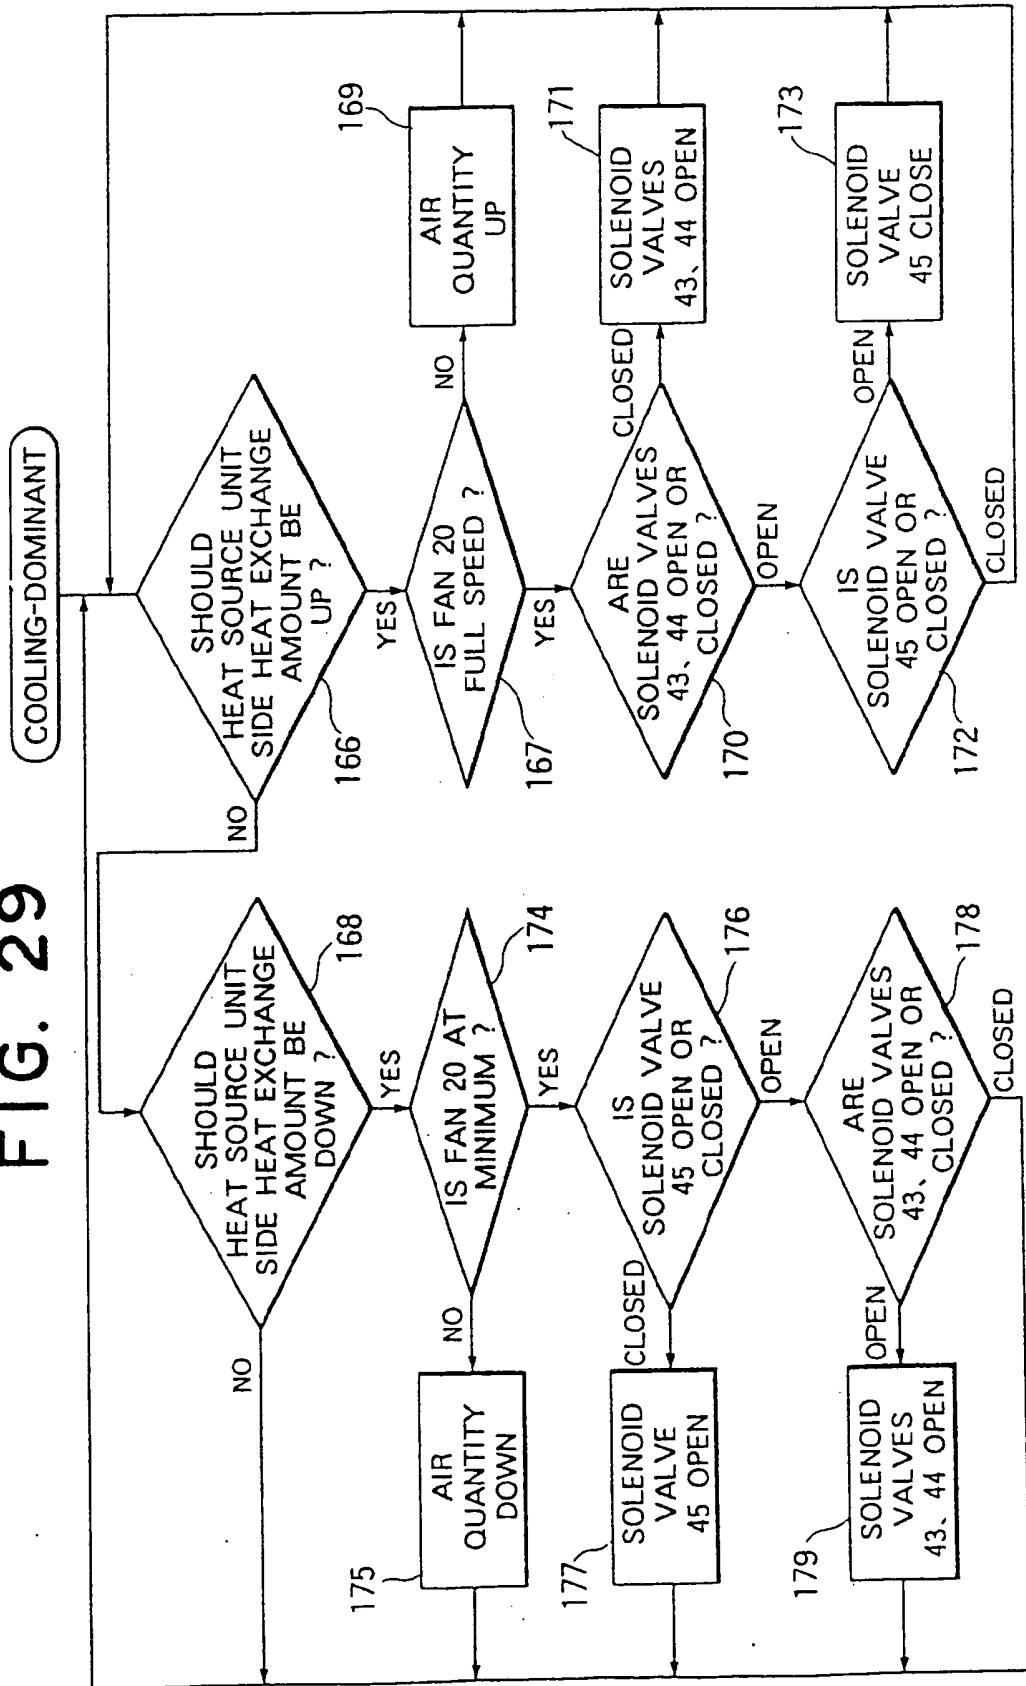 FIG. 29
COOLING-DOMINANT
SHOULD
HEAT SOURCE UNIT
SIDE HEAT EXCHANGE
AMOUNT BE
UP ?
166
NO
YES
IS FAN 20
FULL SPEED ?
167
NO
AIR
QUANTITY
UP
169
YES
ARE
SOLENOID VALVES
43、44 OPEN OR
CLOSED ?
170
CLOSED
SOLENOID
VALVES
43、44 OPEN
171
OPEN
IS
SOLENOID VALVE
45 OPEN OR
CLOSED ?
172
OPEN
SOLENOID
VALVE
45 CLOSE
173
CLOSED
SHOULD
HEAT SOURCE UNIT
SIDE HEAT EXCHANGE
AMOUNT BE
DOWN ?
168
NO
YES
IS FAN 20 AT
MINIMUM ?
174
NO
AIR
QUANTITY
DOWN
175
YES
IS
SOLENOID VALVE
45 OPEN OR
CLOSED ?
176
CLOSED
SOLENOID
VALVE
45 OPEN
177
OPEN
ARE
SOLENOID VALVES
43、44 OPEN OR
CLOSED ?
178
OPEN
SOLENOID
VALVES
43、44 OPEN
179
CLOSED